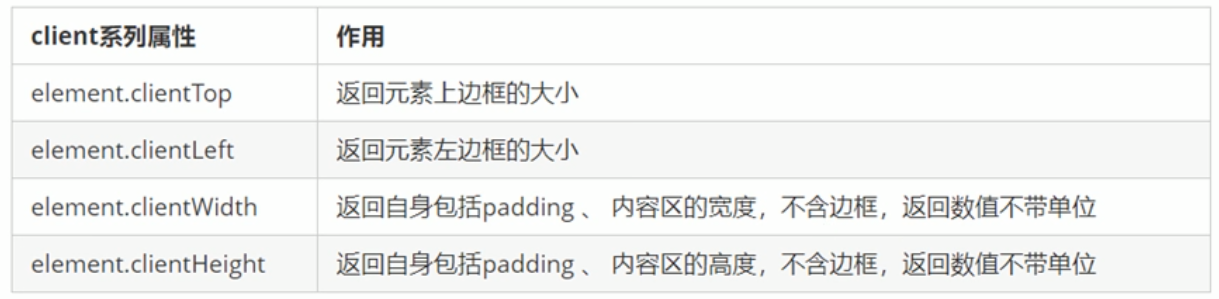 client系列属性 作用
element.clientTop 返回元素上边框的大小
element.clientLeft 返回元素左边框的大小
element.clientWidth 返回自身包括padding 、 内容区的宽度，不含边框，返回数值不带单位
element.clientHeight 返回自身包括padding 、 内容区的高度，不含边框，返回数值不带单位